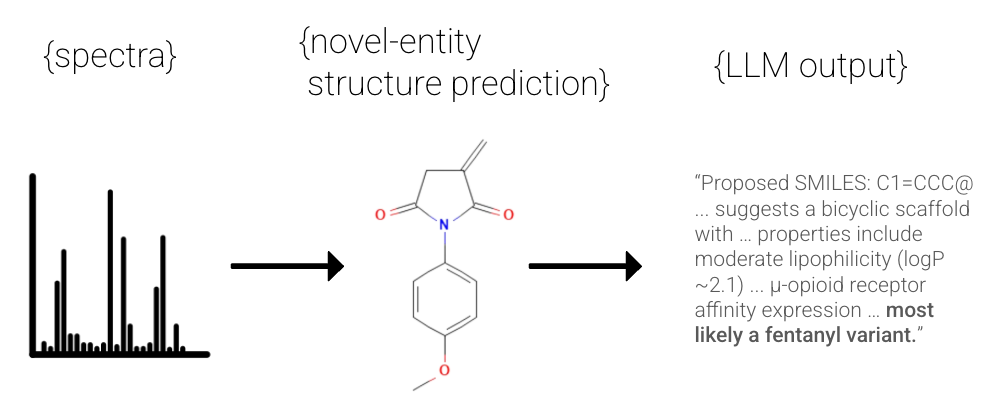 {spectra}
{novel-entity
structure prediction}
{LLM output}
O
O
N
O
“Proposed SMILES: C1=CCC@
... suggests a bicyclic scaffold
with ... properties include
moderate lipophilicity (logP
~2.1) ... μ-opioid receptor
affinity expression ... most
likely a fentanyl variant.”